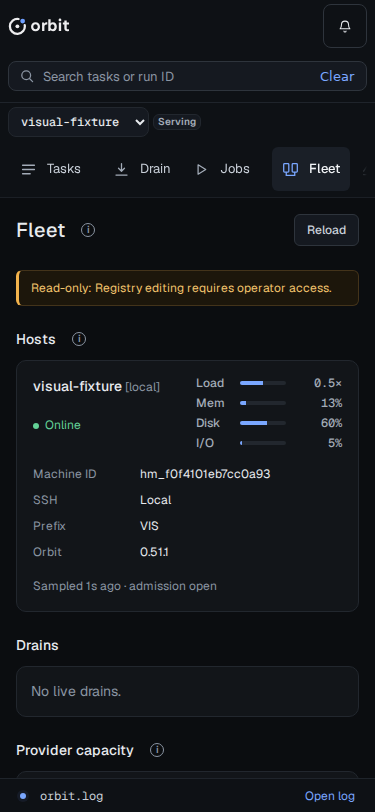 orbit
Search tasks or run ID Clear
visual-fixture Serving
Tasks Drain Jobs Fleet
Fleet Reload
Read-only: Registry editing requires operator access.
Hosts
visual-fixture [local]
Online
Load 0.5×
Mem 13%
Disk 60%
I/O 5%
Machine ID hm_f0f4101eb7cc0a93
SSH Local
Prefix VIS
Orbit 0.51.1
Sampled 1s ago · admission open
Drains
No live drains.
Provider capacity
orbit.log Open log